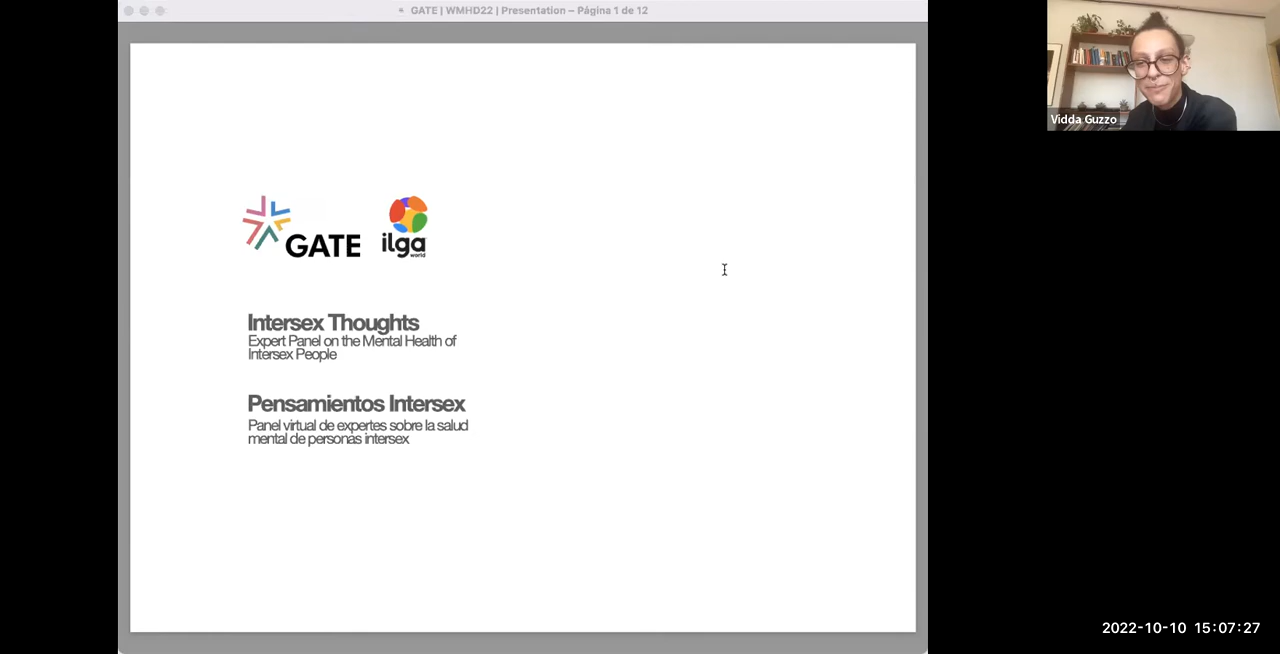 GATE | WMHD22 | Presentation – Página 1 de 12
Vidda Guzzo
GATE
ilga
world
Intersex Thoughts
Expert Panel on the Mental Health of
Intersex People
Pensamientos Intersex
Panel virtual de expertes sobre la salud
mental de personas intersex
2022-10-10 15:07:27